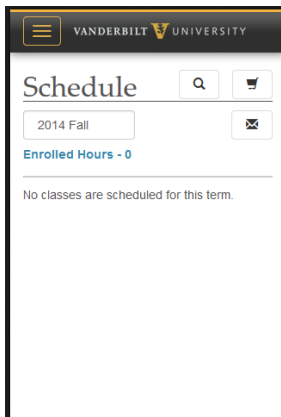 VANDERBILT V UNIVERSITY
Schedule
2014 Fall
Enrolled Hours - 0
No classes are scheduled for this term.